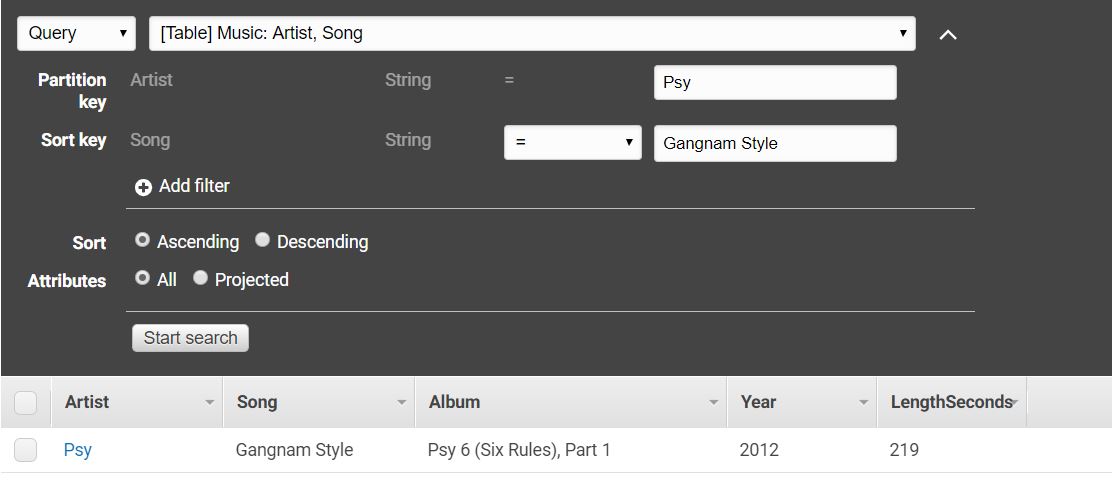 Query [Table] Music: Artist, Song
Partition key Artist String = Psy
Sort key Song String = Gangnam Style
Add filter
Sort Ascending Descending
Attributes All Projected
Start search
Artist Song Album Year LengthSeconds
Psy Gangnam Style Psy 6 (Six Rules), Part 1 2012 219